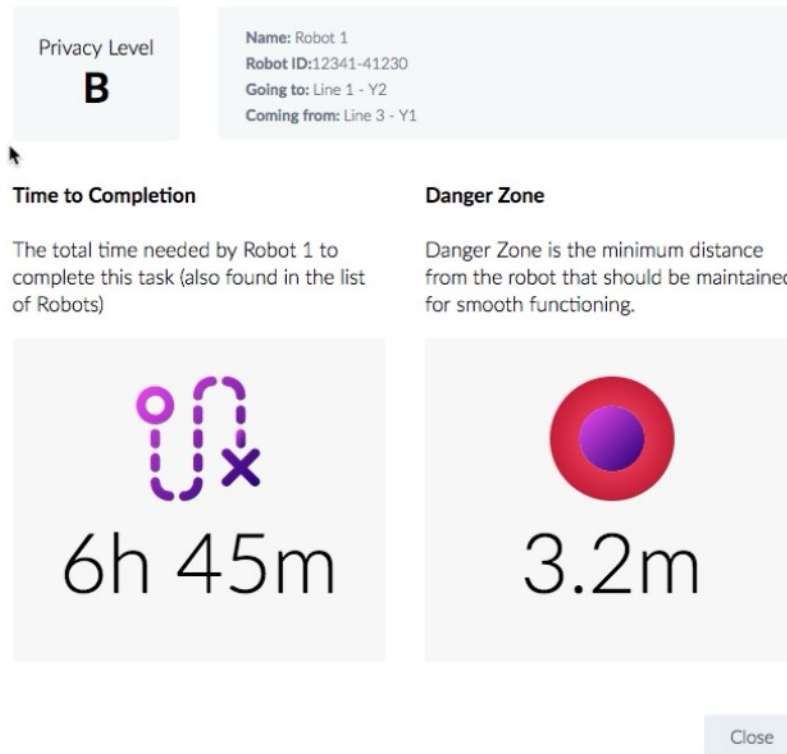 Privacy Level
B
Name: Robot 1
Robot ID:12341-41230
Going to: Line 1 - Y2
Coming from: Line 3 - Y1
Time to Completion
The total time needed by Robot 1 to
complete this task (also found in the list
of Robots)
6h 45m
Danger Zone
Danger Zone is the minimum distance
from the robot that should be maintained
for smooth functioning.
3.2m
Close